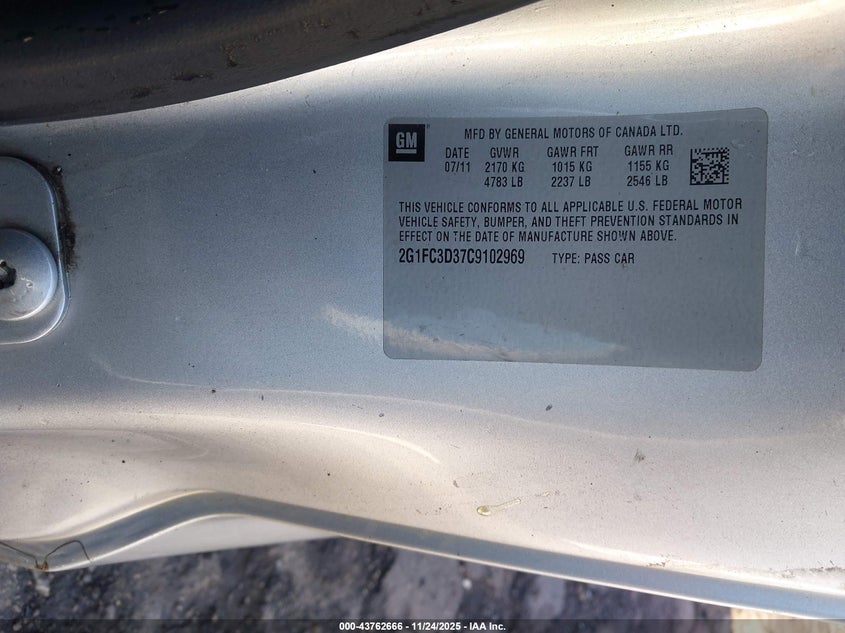 GM
MFD BY GENERAL MOTORS OF CANADA LTD.
DATE GVWR GAWR FRT GAWR RR
07/11 2170 KG 1015 KG 1155 KG
4783 LB 2237 LB 2546 LB
THIS VEHICLE CONFORMS TO ALL APPLICABLE U.S. FEDERAL MOTOR
VEHICLE SAFETY, BUMPER, AND THEFT PREVENTION STANDARDS IN
EFFECT ON THE DATE OF MANUFACTURE SHOWN ABOVE.
2G1FC3D37C9102969 TYPE: PASS CAR
000-43762666 - 11/24/2025 - IAA Inc.